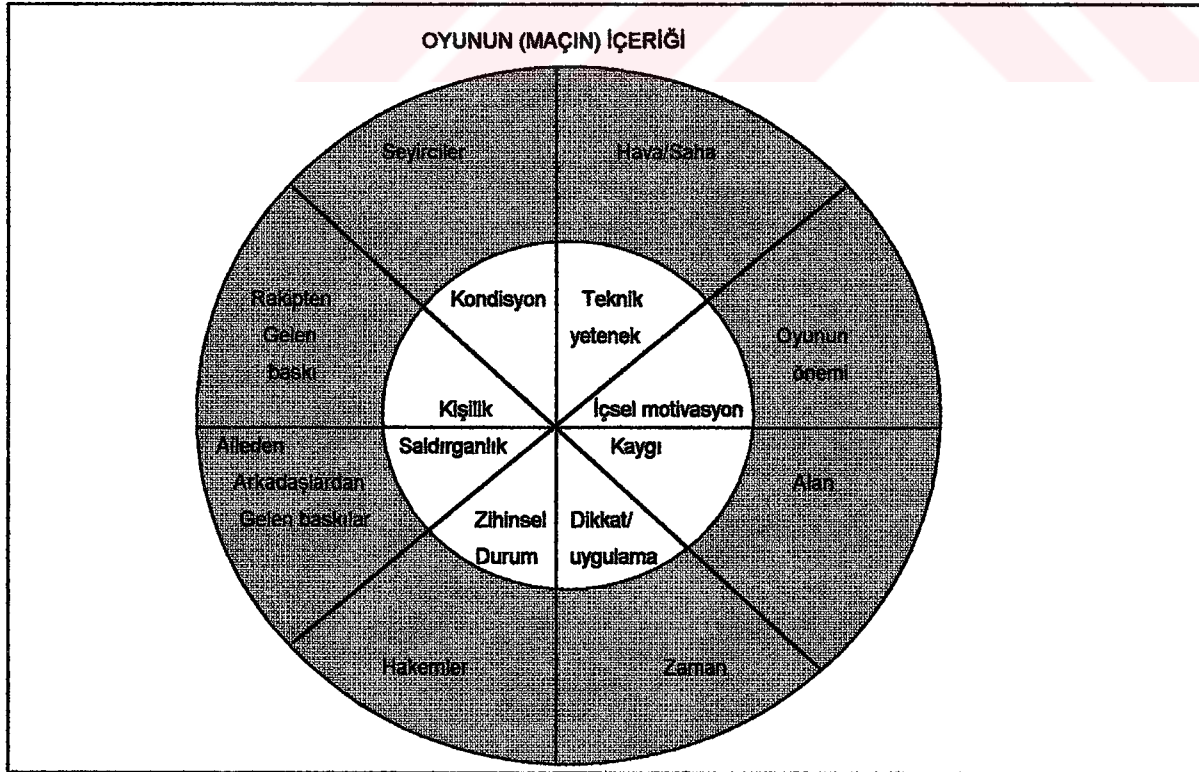 OYUNUN (MAÇIN) İÇERİĞİ
Seyirciler
Hava/Saha
Kondisyon
Teknik
yetenek
Rakipten
Gelen
baskı
Oyunun
önemi
Kişilik
İçsel motivasyon
Saldırganlık
Kaygı
Aileden
Arkadaşlardan
Gelen baskılar
Alan
Zihinsel
Durum
Dikkat/
uygulama
Hakemler
Zaman